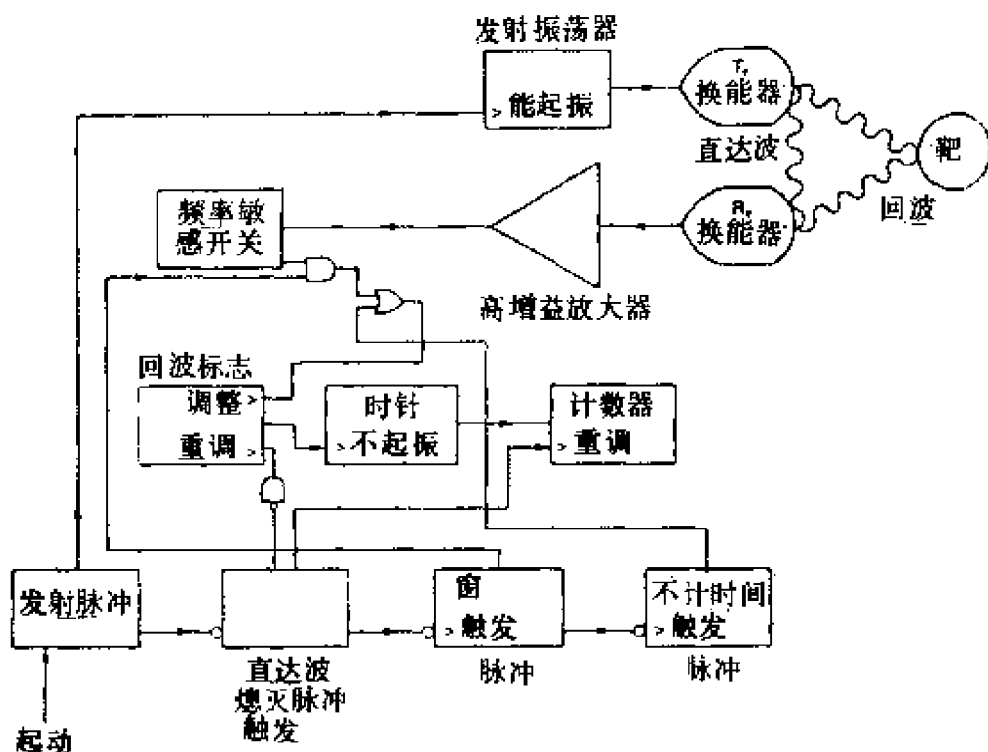 发射振荡器
能起振
T,
换能器
直达波
靶
回波
R,
换能器
频率敏
感开关
高增益放大器
回波标志
调整
重调
时针
不起振
计数器
重调
发射脉冲
窗
触发
脉冲
不计时间
触发
脉冲
直达波
熄灭脉冲
触发
起动